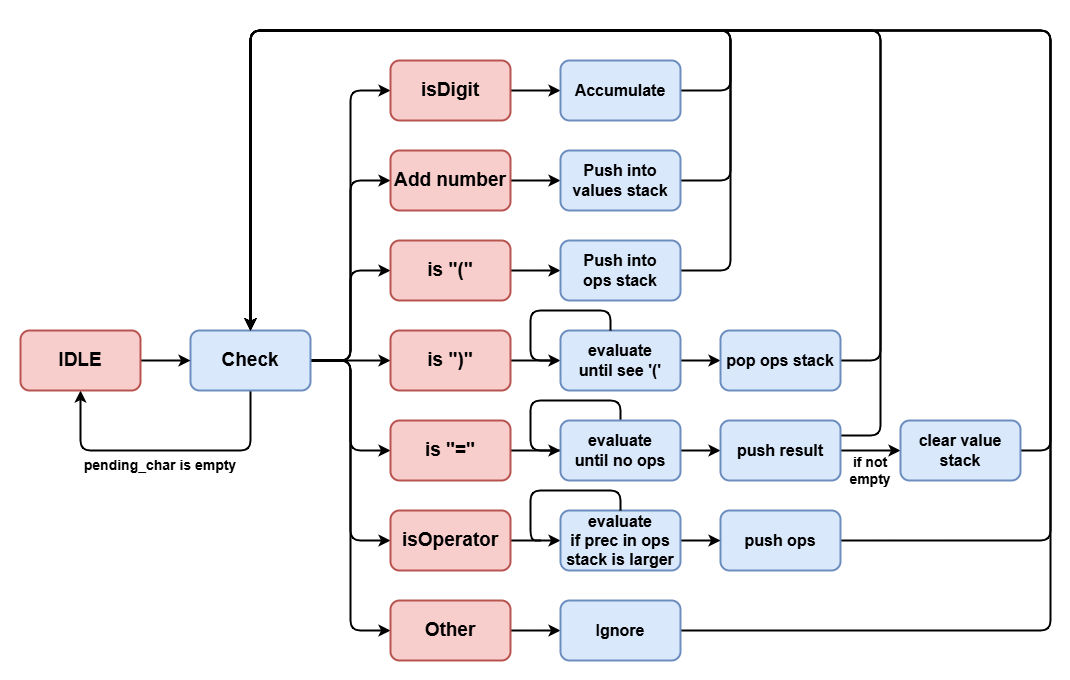 isDigit
Accumulate
Add number
Push into
values stack
is "("
Push into
ops stack
IDLE
Check
is ")"
evaluate
until see '('
pop ops stack
pending_char is empty
is "="
evaluate
until no ops
push result
if not
empty
clear value
stack
isOperator
evaluate
if prec in ops
stack is larger
push ops
Other
Ignore